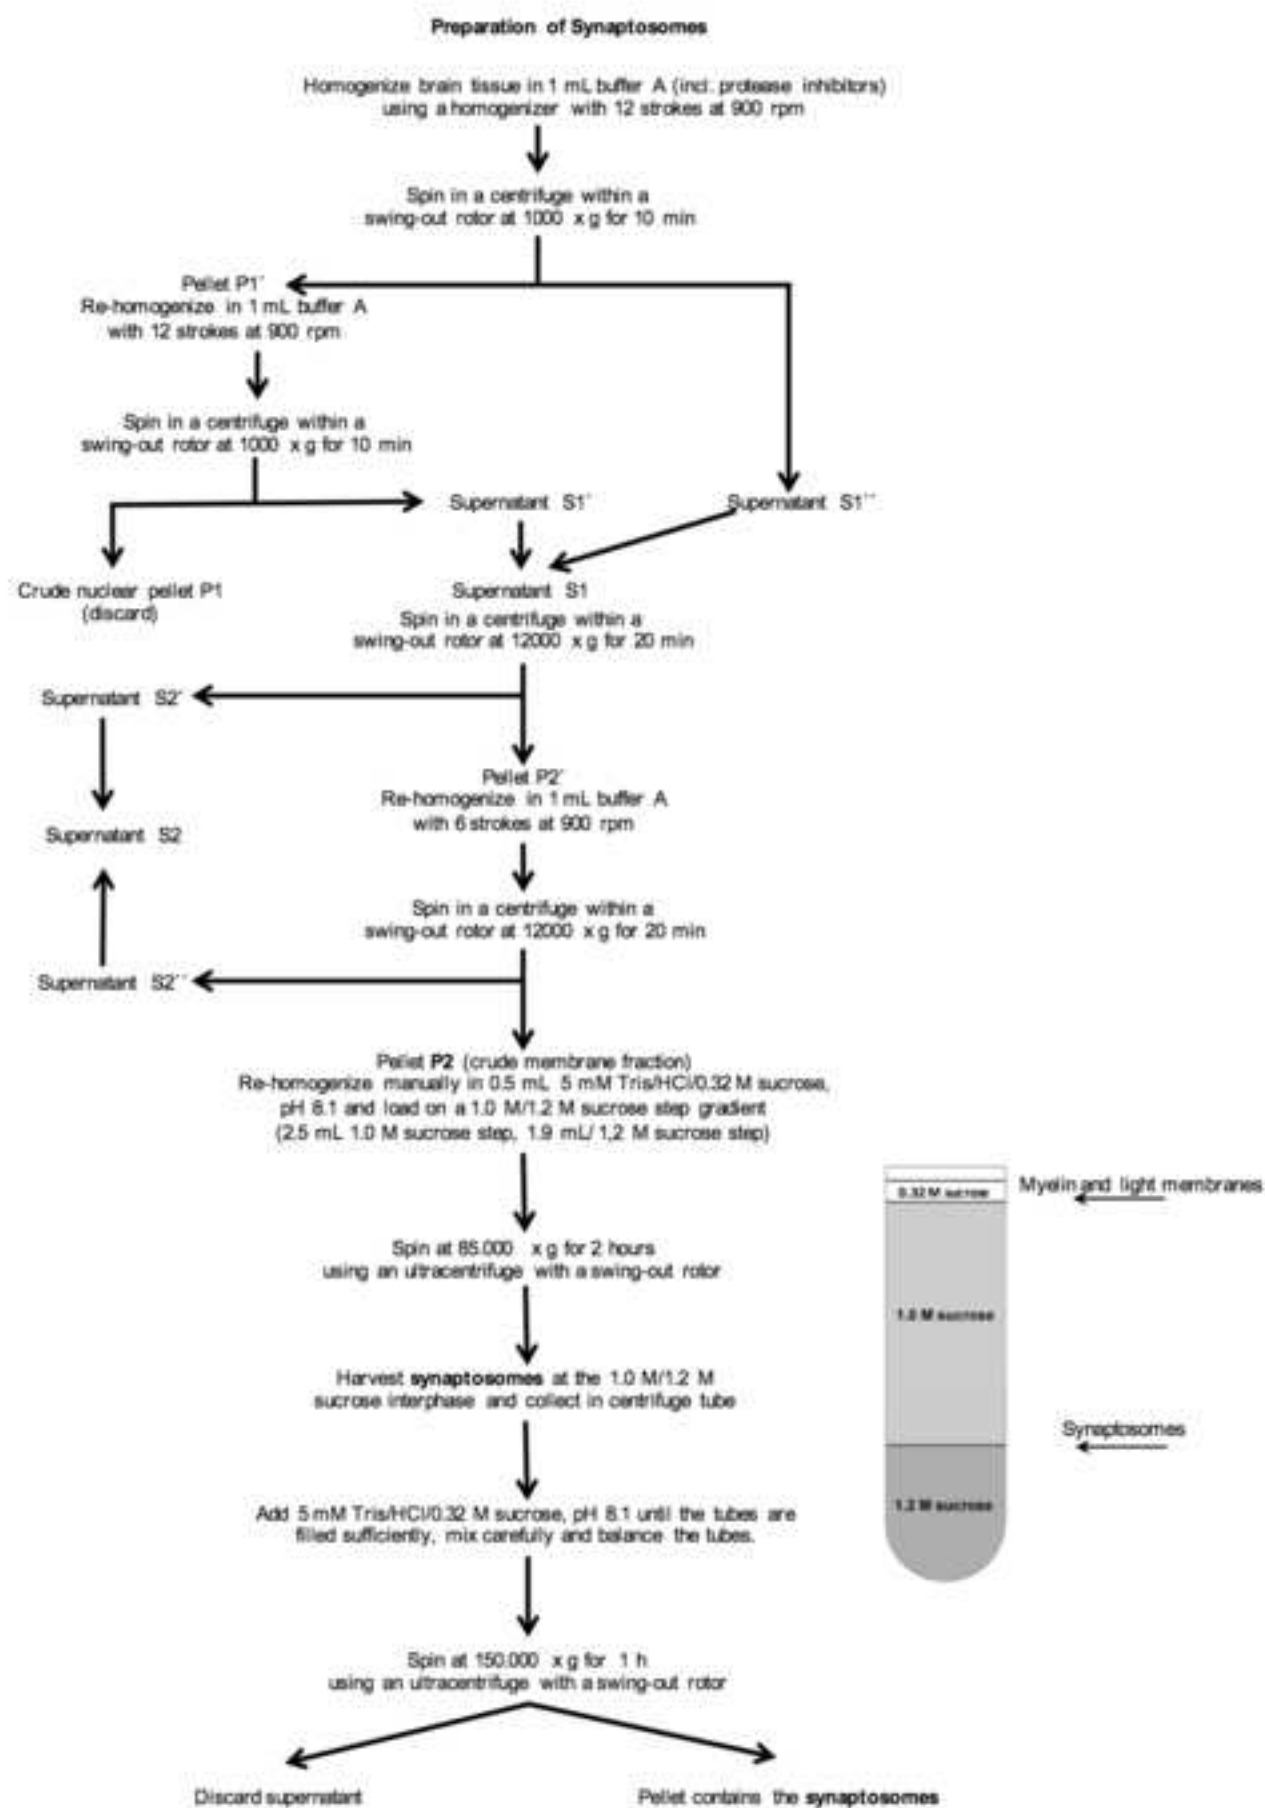 Preparation of Synaptosomes
Homogenize brain tissue in 1 mL buffer A (incl. protease inhibitors)
using a homogenizer with 12 strokes at 900 rpm
Spin in a centrifuge within a
swing-out rotor at 1000 x g for 10 min
Pellet P1´
Re-homogenize in 1 mL buffer A
with 12 strokes at 900 rpm
Spin in a centrifuge within a
swing-out rotor at 1000 x g for 10 min
Supernatant S1´
Supernatant S1´´
Crude nuclear pellet P1
(discard)
Supernatant S1
Spin in a centrifuge within a
swing-out rotor at 12000 x g for 20 min
Supernatant S2´
Pellet P2´
Re-homogenize in 1 mL buffer A
with 6 strokes at 900 rpm
Supernatant S2
Spin in a centrifuge within a
swing-out rotor at 12000 x g for 20 min
Supernatant S2´´
Pellet P2 (crude membrane fraction)
Re-homogenize manually in 0.5 mL 5 mM Tris/HCl/0.32 M sucrose,
pH 8.1 and load on a 1.0 M/1.2 M sucrose step gradient
(2.5 mL 1.0 M sucrose step, 1.9 mL/ 1,2 M sucrose step)
Spin at 85.000 x g for 2 hours
using an ultracentrifuge with a swing-out rotor
Harvest synaptosomes at the 1.0 M/1.2 M
sucrose interphase and collect in centrifuge tube
Add 5 mM Tris/HCl/0.32 M sucrose, pH 8.1 until the tubes are
filled sufficiently, mix carefully and balance the tubes.
Spin at 150.000 x g for 1 h
using an ultracentrifuge with a swing-out rotor
Discard supernatant
Pellet contains the synaptosomes
0.32 M sucrose
Myelin and light membranes
1.0 M sucrose
Synaptosomes
1.2 M sucrose